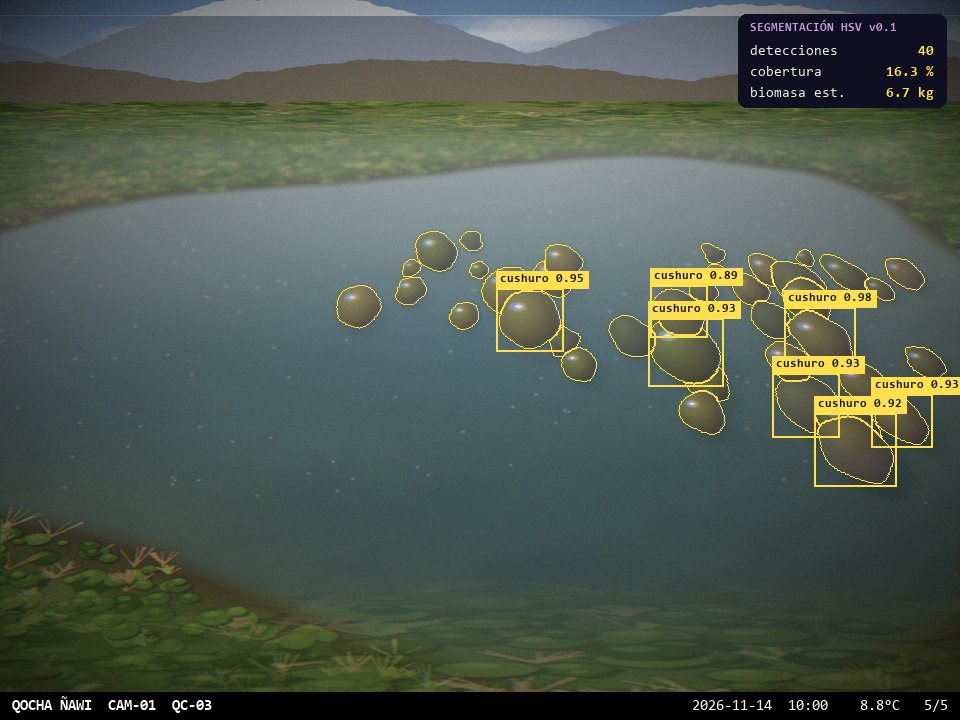 SEGMENTACIÓN HSV v0.1
detecciones 40
cobertura 16.3 %
biomasa est. 6.7 kg
cushuro 0.95
cushuro 0.89
cushuro 0.93
cushuro 0.98
cushuro 0.93
cushuro 0.93
cushuro 0.92
QOCHA ÑAWI CAM-01 QC-03 2026-11-14 10:00 8.8°C 5/5